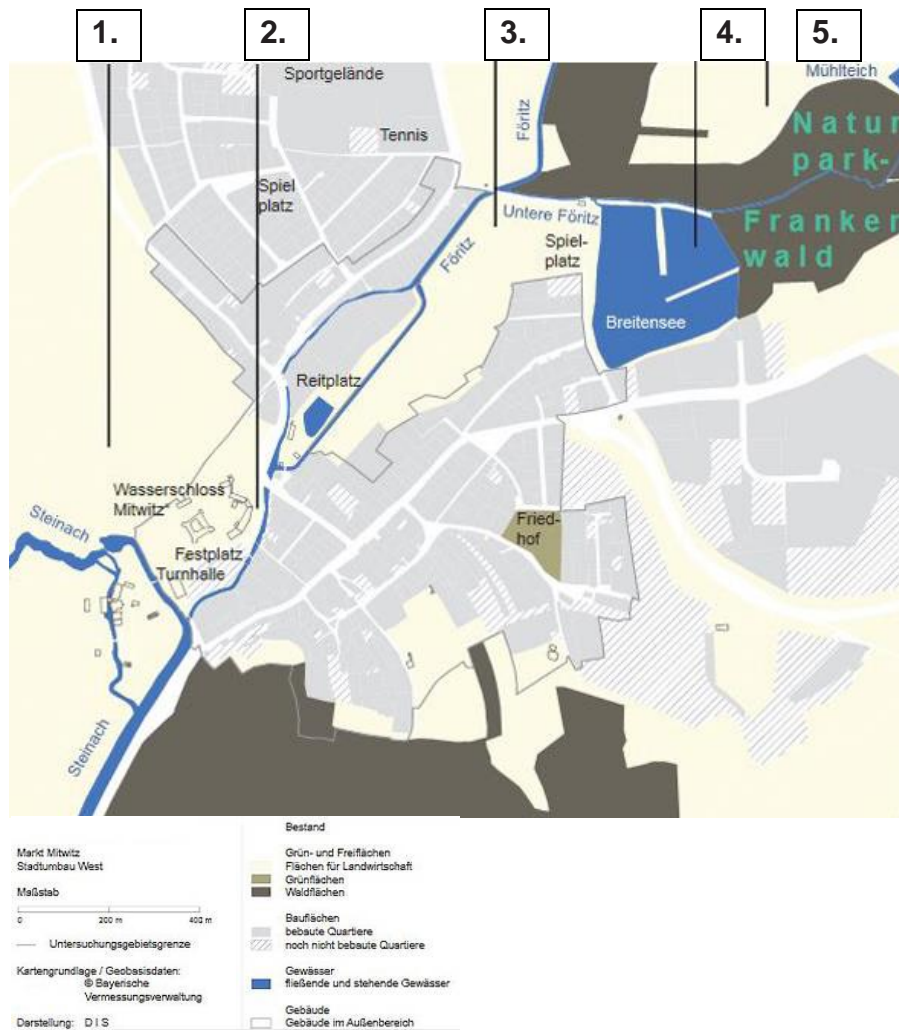 1.
2.
3.
4.
5.
Sportgelände
Mühlteich
Natur
park-
Tennis
Föritz
Spiel
platz
Untere Föritz
Franken
wald
Föritz
Spiel-
platz
Breitensee
Reitplatz
Wasserschloss
Mitwitz"
Steinach
Fried-
hof
Festplatz
Turnhalle
Steinach
Markt Mitwitz
Stadtumbau West
Maßstab
0 200 m 400 m
Untersuchungsgebietsgrenze
Kartengrundlage / Geobasisdaten:
© Bayerische
Vermessungsverwaltung
Darstellung: D I S
Bestand
Grün- und Freiflächen
Flächen für Landwirtschaft
Grünflächen
Waldflächen
Bauflächen
bebaute Quartiere
noch nicht bebaute Quartiere
Gewässer
fließende und stehende Gewässer
Gebäude
Gebäude im Außenbereich